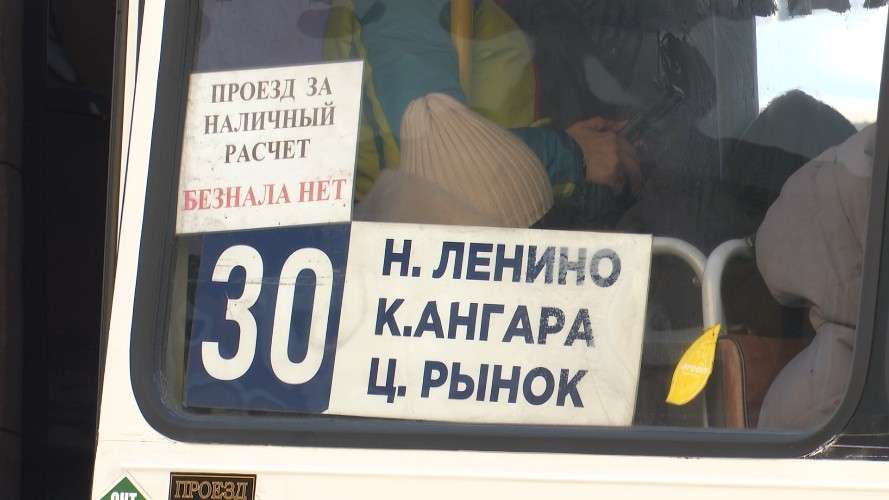 ПРОЕЗД ЗА
НАЛИЧНЫЙ
РАСЧЕТ
БЕЗНАЛА НЕТ
30
Н. ЛЕНИНО
К.АНГАРА
Ц. РЫНОК
ПРОЕЗД